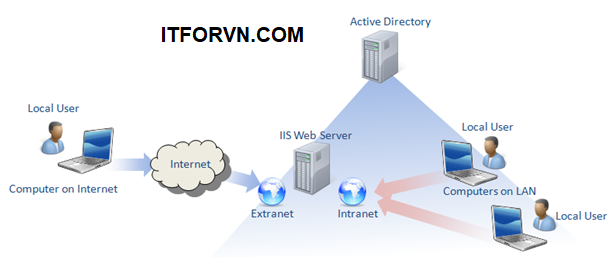 ITFORVN.COM
Active Directory
Local User
IIS Web Server
Local User
Internet
Computer on Internet
Computers on LAN
Extranet
Intranet
Local User